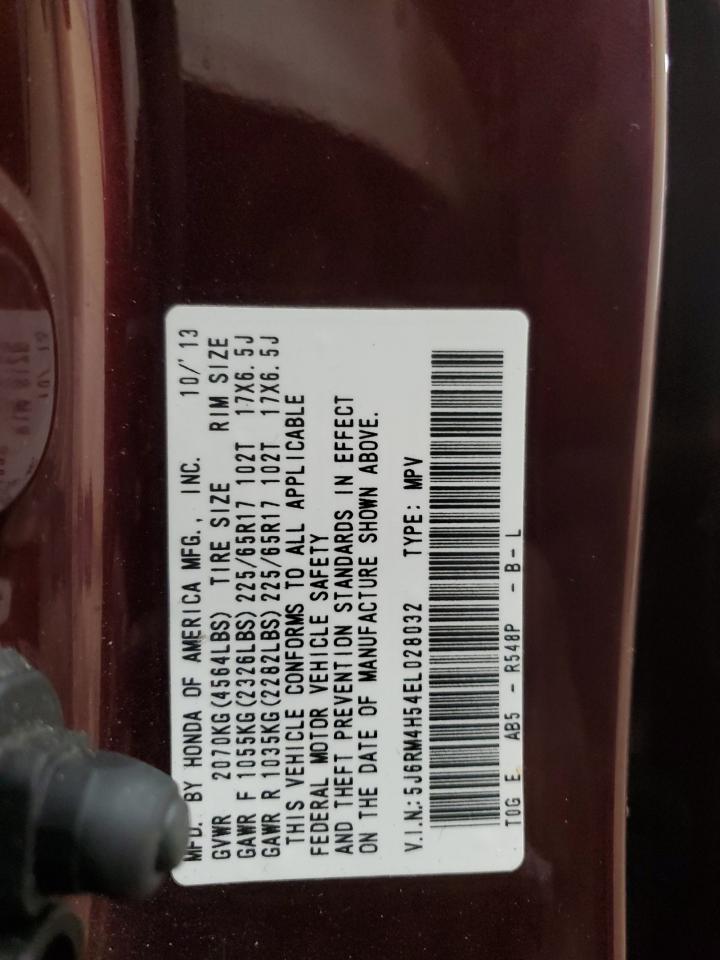 MFD. BY HONDA OF AMERICA MFG., INC. 10/'13
GVWR 2070KG(4564LBS) TIRE SIZE RIM SIZE
GAWR F 1055KG(2326LBS) 225/65R17 102T 17X6.5J
GAWR R 1035KG(2282LBS) 225/65R17 102T 17X6.5J
THIS VEHICLE CONFORMS TO ALL APPLICABLE
FEDERAL MOTOR VEHICLE SAFETY
AND THEFT PREVENTION STANDARDS IN EFFECT
ON THE DATE OF MANUFACTURE SHOWN ABOVE.
V.I.N.:5J6RM4H54EL028032 TYPE: MPV
T0G E AB5 - R548P - B - L